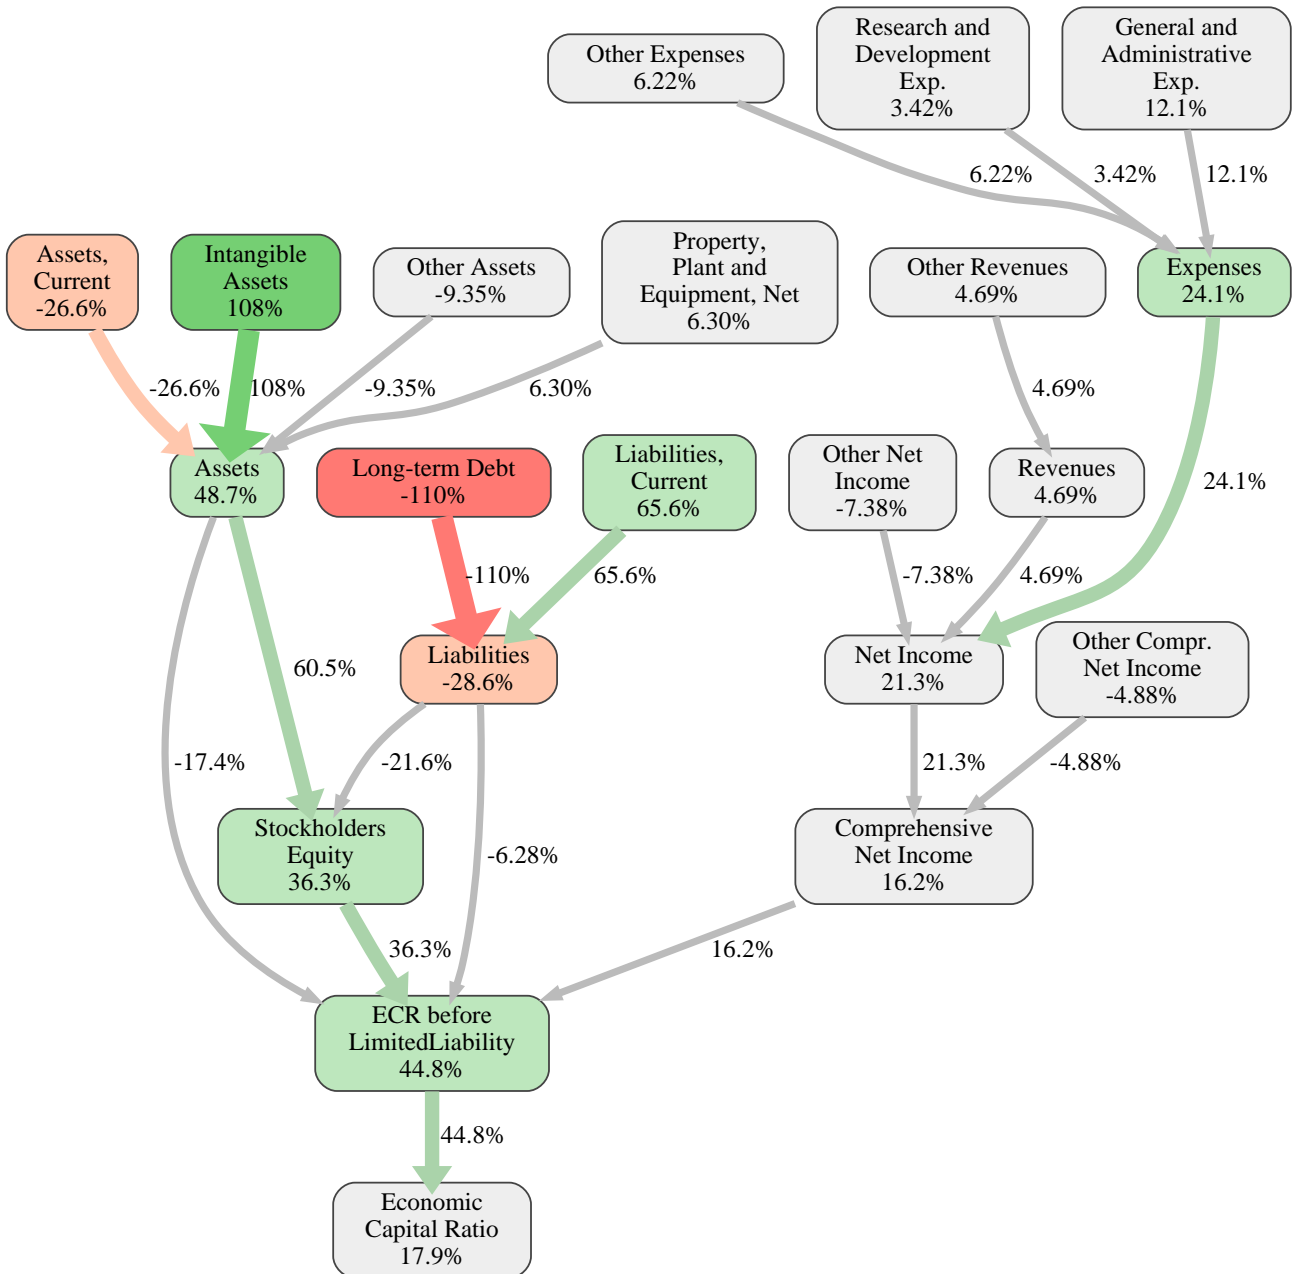 Other Expenses
6.22%
Research and
Development
Exp.
3.42%
General and
Administrative
Exp.
12.1%
6.22%
3.42%
12.1%
Assets,
Current
-26.6%
Intangible
Assets
108%
Other Assets
-9.35%
Property,
Plant and
Equipment, Net
6.30%
Other Revenues
4.69%
Expenses
24.1%
-26.6%
108%
-9.35%
6.30%
4.69%
Assets
48.7%
Long-term Debt
-110%
Liabilities,
Current
65.6%
Other Net
Income
-7.38%
Revenues
4.69%
24.1%
-110%
65.6%
-7.38%
4.69%
60.5%
Liabilities
-28.6%
Net Income
21.3%
Other Compr.
Net Income
-4.88%
-17.4%
-21.6%
21.3%
-4.88%
Stockholders
Equity
36.3%
-6.28%
Comprehensive
Net Income
16.2%
36.3%
16.2%
ECR before
LimitedLiability
44.8%
44.8%
Economic
Capital Ratio
17.9%